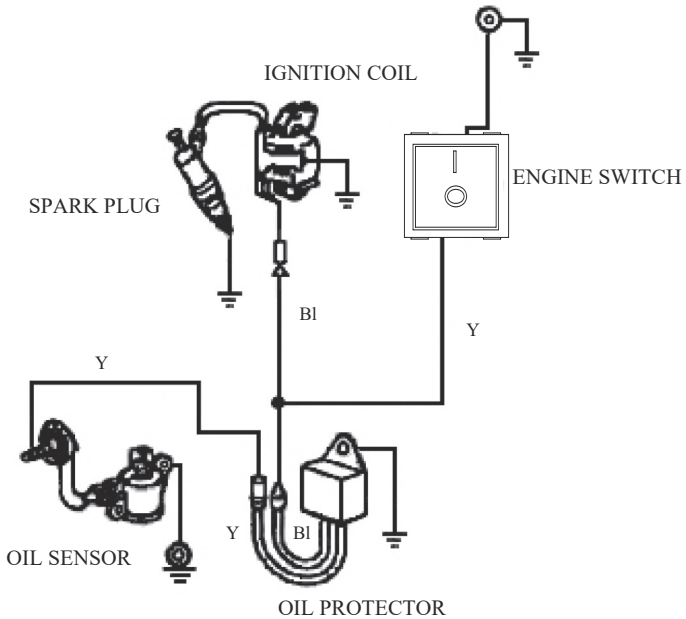 IGNITION COIL
ENGINE SWITCH
SPARK PLUG
Bl
Y
Y
Y
Bl
OIL SENSOR
OIL PROTECTOR